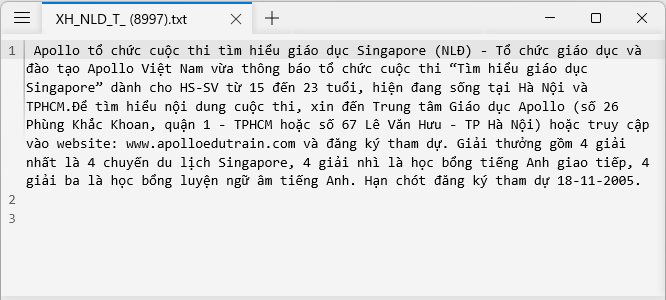 XH_NLD_T_ (8997).txt
1 Apollo tổ chức cuộc thi tìm hiểu giáo dục Singapore (NLĐ) - Tổ chức giáo dục và
đào tạo Apollo Việt Nam vừa thông báo tổ chức cuộc thi “Tìm hiểu giáo dục
Singapore” dành cho HS-SV từ 15 đến 23 tuổi, hiện đang sống tại Hà Nội và
TPHCM.Để tìm hiểu nội dung cuộc thi, xin đến Trung tâm Giáo dục Apollo (số 26
Phùng Khắc Khoan, quận 1 - TPHCM hoặc số 67 Lê Văn Hưu - TP Hà Nội) hoặc truy cập
vào website: www.apolloedutrain.com và đăng ký tham dự. Giải thưởng gồm 4 giải
nhất là 4 chuyến du lịch Singapore, 4 giải nhì là học bổng tiếng Anh giao tiếp, 4
giải ba là học bổng luyện ngữ âm tiếng Anh. Hạn chót đăng ký tham dự 18-11-2005.
2
3